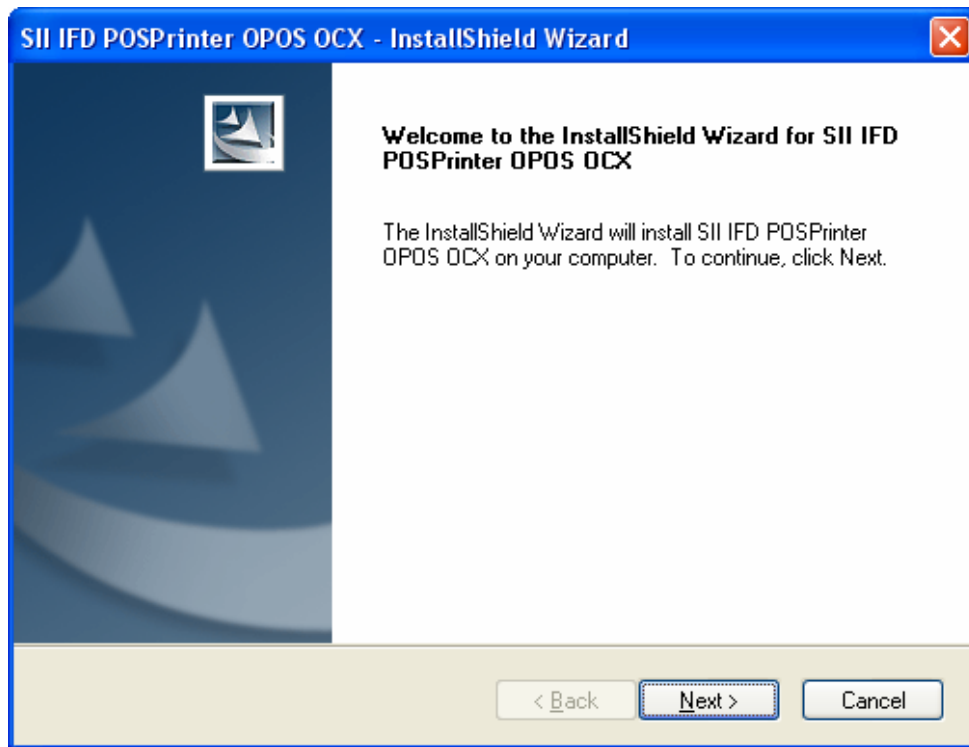 SII IFD POSPrinter OPOS OCX - InstallShield Wizard
Welcome to the InstallShield Wizard for SII IFD
POSPrinter OPOS OCX
The InstallShield Wizard will install SII IFD POSPrinter
OPOS OCX on your computer.  To continue, click Next.
< Back
Next >
Cancel